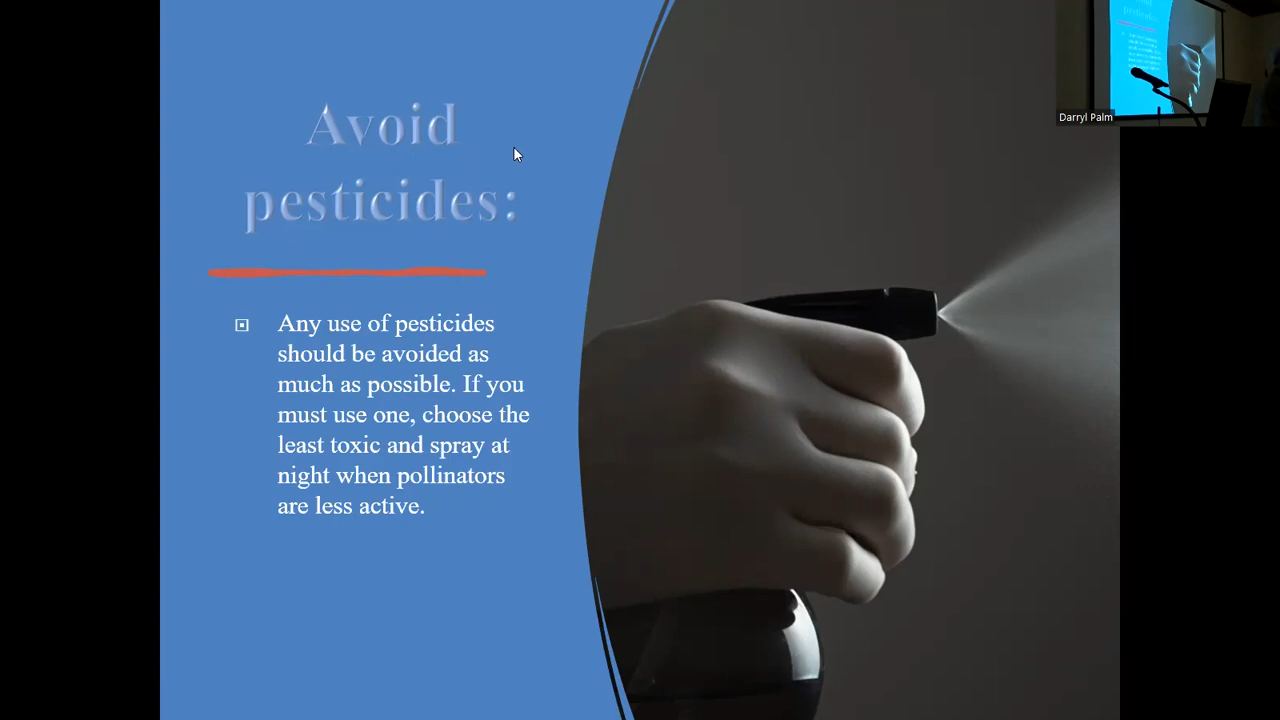 Avoid
pesticides:
Any use of pesticides
should be avoided as
much as possible. If you
must use one, choose the
least toxic and spray at
night when pollinators
are less active.
Darryl Palm